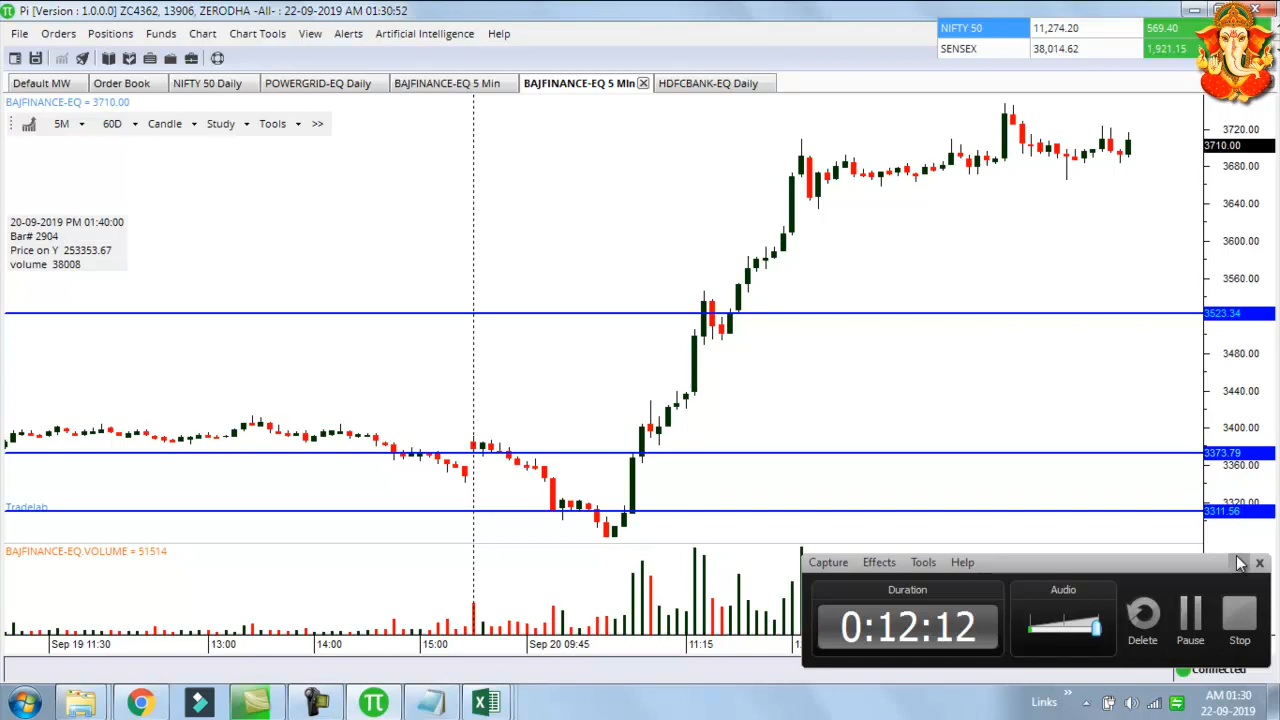 Pi [Version : 1.0.0.0] ZC4362, 13906, ZERODHA -All- : 22-09-2019 AM 01:30:52
File Orders Positions Funds Chart Chart Tools View Alerts Artificial Intelligence Help
NIFTY 50 11,274.20 569.40
SENSEX 38,014.62 1,921.15
Default MW Order Book NIFTY 50 Daily POWERGRID-EQ Daily BAJFINANCE-EQ 5 Min BAJFINANCE-EQ 5 MIn HDFCBANK-EQ Daily
BAJFINANCE-EQ = 3710.00
5M 60D Candle Study Tools >>
3720.00
3710.00
3680.00
3640.00
3600.00
3560.00
3523.34
3480.00
3440.00
3400.00
3373.79
3360.00
3320.00
3311.56
20-09-2019 PM 01:40:00
Bar# 2904
Price on Y 253353.67
volume 38008
Tradelab
BAJFINANCE-EQ.VOLUME = 51514
Sep 19 11:30 13:00 15:00 Sep 20 09:45 11:15
Capture Effects Tools Help
Duration Audio
0:12:12
Delete Pause Stop
Connected
Links »
AM 01:30
22-09-2019